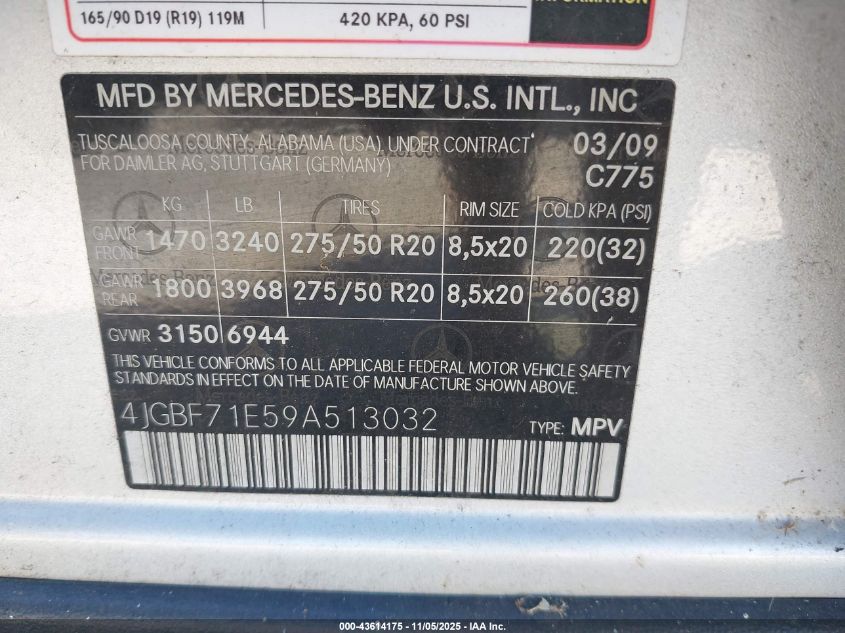 INFORMATION
165/90 D19 (R19) 119M 420 KPA, 60 PSI
MFD BY MERCEDES-BENZ U.S. INTL., INC
TUSCALOOSA COUNTY, ALABAMA (USA), UNDER CONTRACT 03/09
FOR DAIMLER AG, STUTTGART (GERMANY) C775
KG LB TIRES RIM SIZE COLD KPA (PSI)
GAWR FRONT 1470 3240 275/50 R20 8,5x20 220(32)
GAWR REAR 1800 3968 275/50 R20 8,5x20 260(38)
GVWR 3150 6944
THIS VEHICLE CONFORMS TO ALL APPLICABLE FEDERAL MOTOR VEHICLE SAFETY
STANDARDS IN EFFECT ON THE DATE OF MANUFACTURE SHOWN ABOVE.
4JGBF71E59A513032 TYPE: MPV
000-43614175 - 11/05/2025 - IAA Inc.